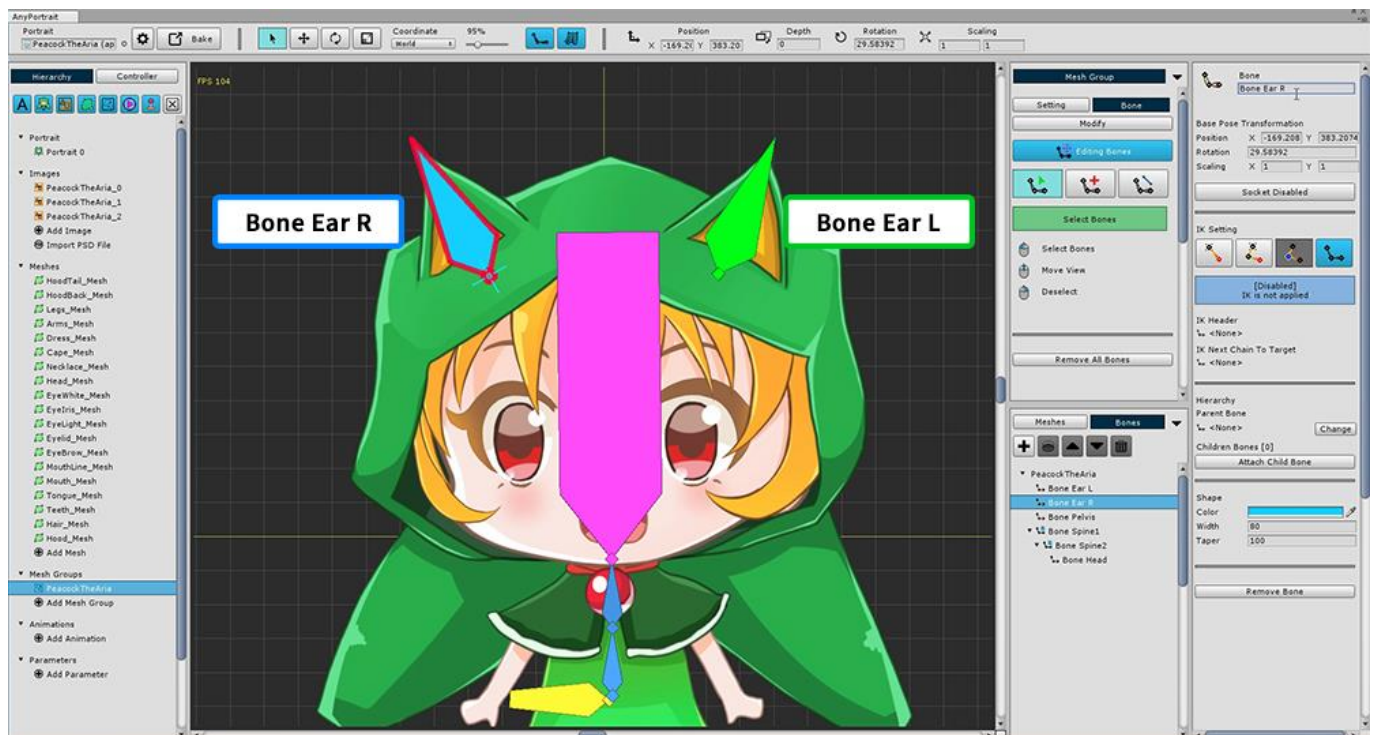 AnyPortrait
Portrait
PeacockTheAria (ap
Bake
Coordinate
World
95%
Position
X -169.2( Y 383.20
Depth
0
Rotation
29.58392
Scaling
1 1
Hierarchy Controller
Portrait
Portrait 0
Images
PeacockTheAria_0
PeacockTheAria_1
PeacockTheAria_2
Add Image
Import PSD File
Meshes
HoodTail_Mesh
HoodBack_Mesh
Legs_Mesh
Arms_Mesh
Dress_Mesh
Cape_Mesh
Necklace_Mesh
Head_Mesh
EyeWhite_Mesh
EyeIris_Mesh
EyeLight_Mesh
Eyelid_Mesh
EyeBrow_Mesh
MouthLine_Mesh
Mouth_Mesh
Tongue_Mesh
Teeth_Mesh
Hair_Mesh
Hood_Mesh
Add Mesh
Mesh Groups
PeacockTheAria
Add Mesh Group
Animations
Add Animation
Parameters
Add Parameter
FPS 104
Bone Ear R
Bone Ear L
Mesh Group
Setting Bone
Modify
Editing Bones
Select Bones
Select Bones
Move View
Deselect
Remove All Bones
Meshes Bones
PeacockTheAria
Bone Ear L
Bone Ear R
Bone Pelvis
Bone Spine1
Bone Spine2
Bone Head
Bone
Bone Ear R
Base Pose Transformation
Position X -169.208 Y 383.2074
Rotation 29.58392
Scaling X 1 Y 1
Socket Disabled
IK Setting
[Disabled]
IK is not applied
IK Header
<None>
IK Next Chain To Target
<None>
Hierarchy
Parent Bone
<None> Change
Children Bones [0]
Attach Child Bone
Shape
Color
Width 80
Taper 100
Remove Bone